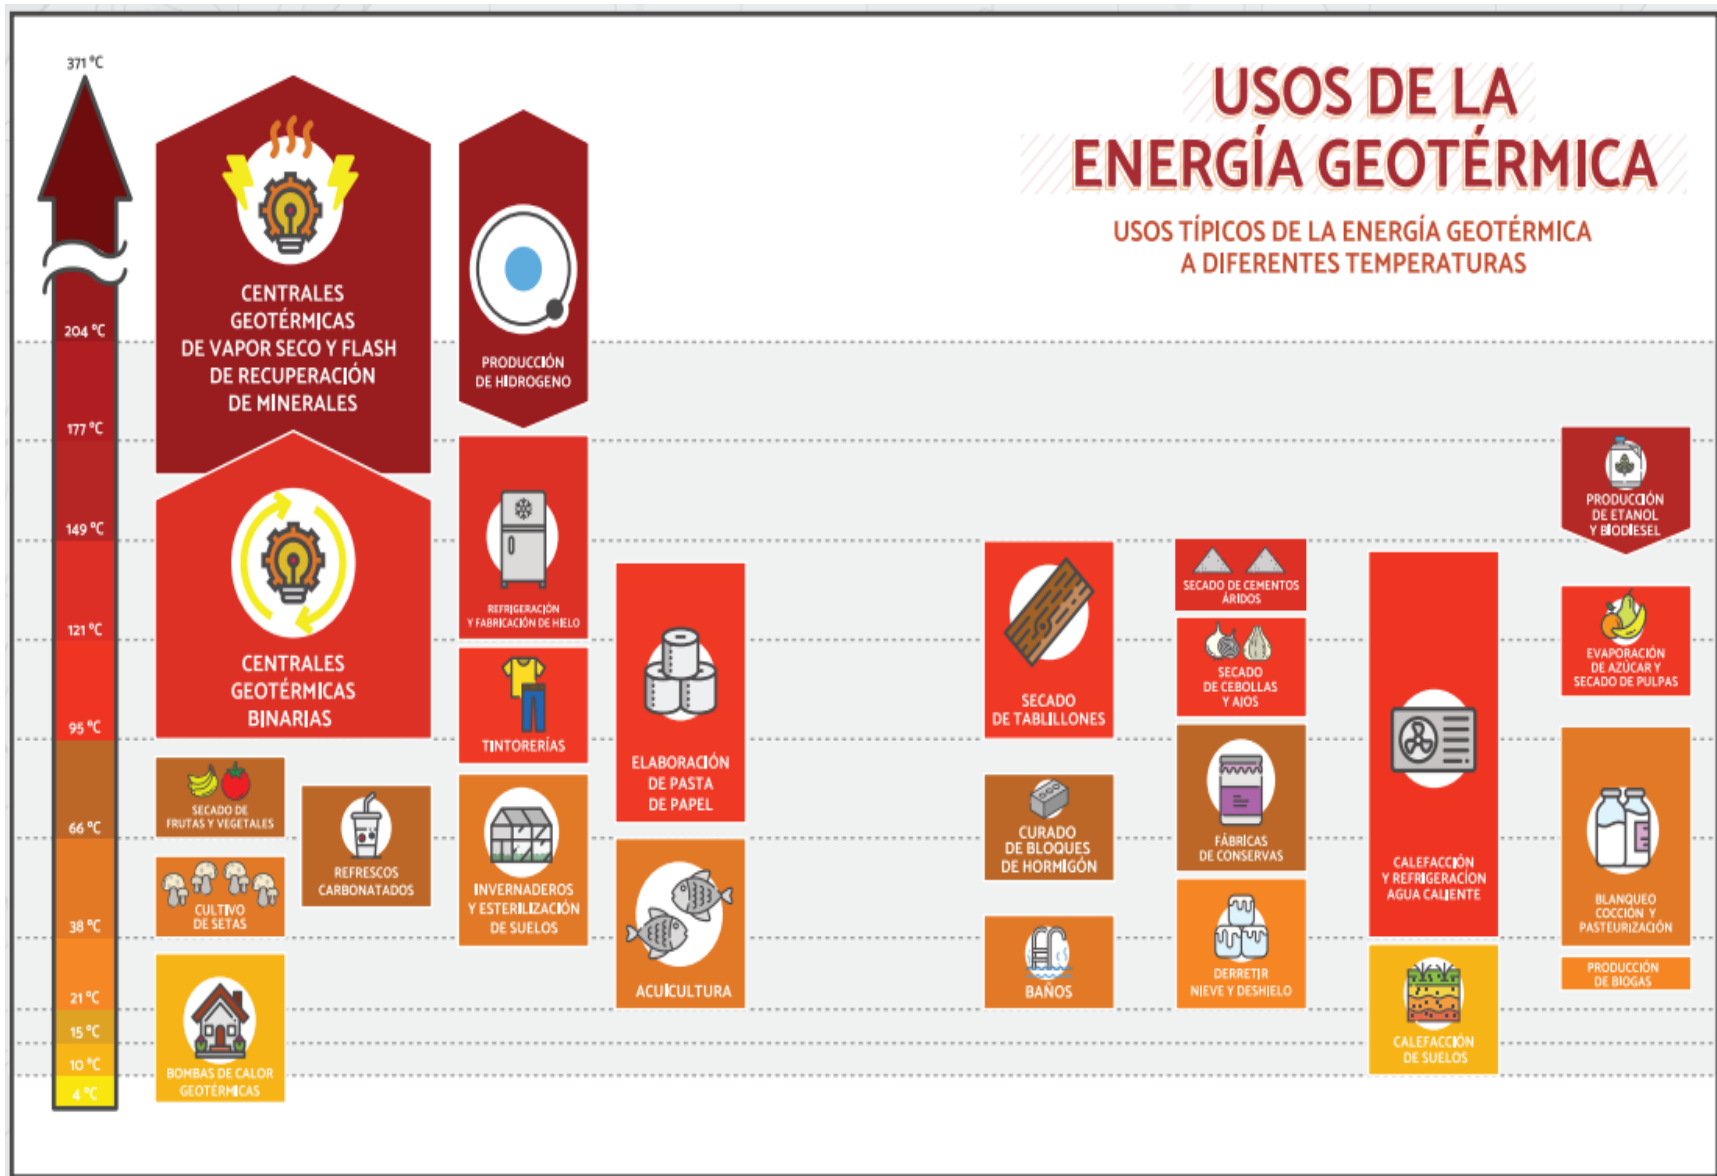 USOS DE LA
ENERGÍA GEOTÉRMICA
USOS TÍPICOS DE LA ENERGÍA GEOTÉRMICA
A DIFERENTES TEMPERATURAS
371 °C
204 °C
177 °C
149 °C
121 °C
95 °C
66 °C
38 °C
21 °C
15 °C
10 °C
4 °C
CENTRALES
GEOTÉRMICAS
DE VAPOR SECO Y FLASH
DE RECUPERACIÓN
DE MINERALES
CENTRALES
GEOTÉRMICAS
BINARIAS
SECADO DE
FRUTAS Y VEGETALES
CULTIVO
DE SETAS
BOMBAS DE CALOR
GEOTÉRMICAS
REFRESCOS
CARBONATADOS
PRODUCCIÓN
DE HIDROGENO
REFRIGERACIÓN
Y FABRICACIÓN DE HIELO
TINTORERÍAS
INVERNADEROS
Y ESTERILIZACIÓN
DE SUELOS
ELABORACIÓN
DE PASTA
DE PAPEL
ACUICULTURA
SECADO
DE TABLILLONES
CURADO
DE BLOQUES
DE HORMIGÓN
BAÑOS
SECADO DE CEMENTOS
ÁRIDOS
SECADO
DE CEBOLLAS
Y AJOS
FÁBRICAS
DE CONSERVAS
DERRETIR
NIEVE Y DESHIELO
CALEFACCIÓN
Y REFRIGERACÍON
AGUA CALIENTE
CALEFACCIÓN
DE SUELOS
PRODUCCIÓN
DE ETANOL
Y BIODIESEL
EVAPORACIÓN
DE AZÚCAR Y
SECADO DE PULPAS
BLANQUEO
COCCIÓN Y
PASTEURIZACIÓN
PRODUCCIÓN
DE BIOGAS